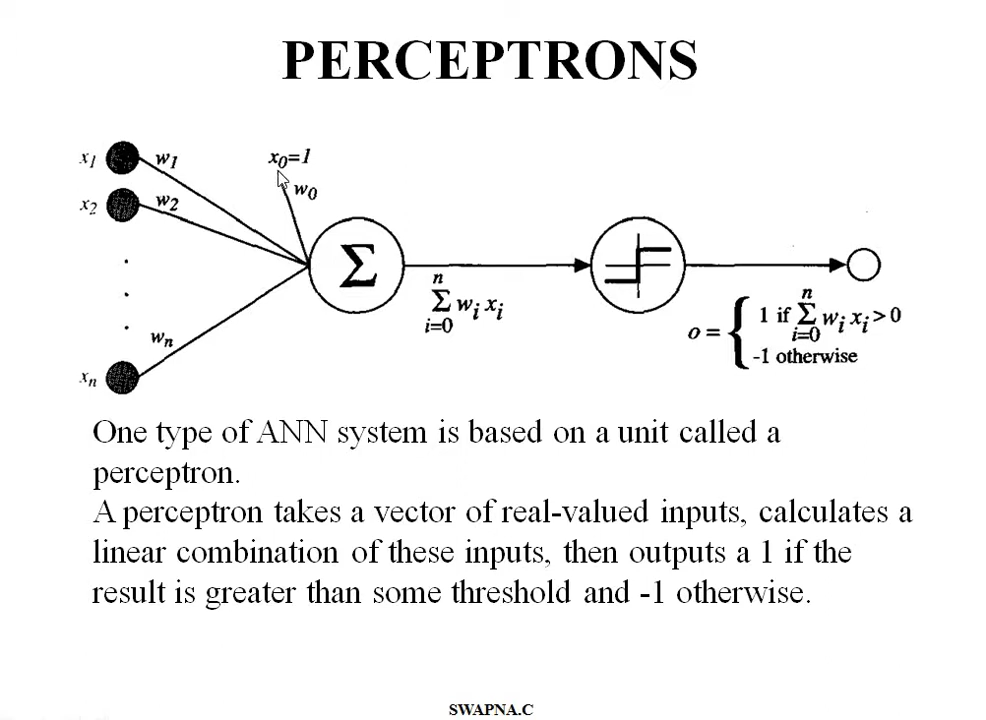 PERCEPTRONS
x1 w1
x0=1
w0
x2 w2
Σ
n
Σ wi xi
i=0
wn
xn
n
o = { 1 if Σ wi xi > 0
i=0
-1 otherwise
One type of ANN system is based on a unit called a
perceptron.
A perceptron takes a vector of real-valued inputs, calculates a
linear combination of these inputs, then outputs a 1 if the
result is greater than some threshold and -1 otherwise.
SWAPNA.C